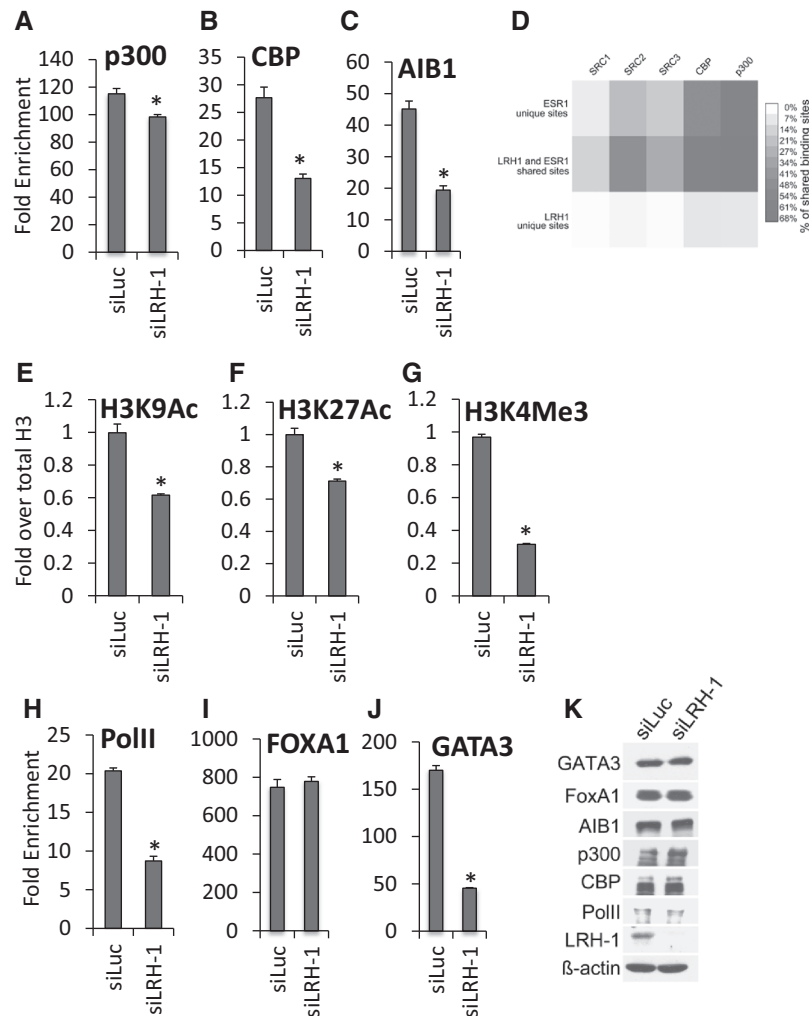 A
p300
Fold Enrichment
140
120
100
80
60
40
20
0
*
siLuc
siLRH-1
B
CBP
35
30
25
20
15
10
5
0
*
siLuc
siLRH-1
C
AIB1
60
50
40
30
20
10
0
*
siLuc
siLRH-1
D
SRC1
SRC2
SRC3
CBP
p300
ESR1
unique sites
LRH1 and ESR1
shared sites
LRH1
unique sites
0%
7%
14%
21%
27%
34%
41%
48%
54%
61%
68%
% of shared binding sites
E
H3K9Ac
Fold over total H3
1.2
1
0.8
0.6
0.4
0.2
0
*
siLuc
siLRH-1
F
H3K27Ac
1.2
1
0.8
0.6
0.4
0.2
0
*
siLuc
siLRH-1
G
H3K4Me3
1.2
1
0.8
0.6
0.4
0.2
0
*
siLuc
siLRH-1
H
PolII
Fold Enrichment
25
20
15
10
5
0
*
siLuc
siLRH-1
I
FOXA1
1000
800
600
400
200
0
siLuc
siLRH-1
J
GATA3
200
150
100
50
0
*
siLuc
siLRH-1
K
siLuc
siLRH-1
GATA3
FoxA1
AIB1
p300
CBP
PolII
LRH-1
ß-actin